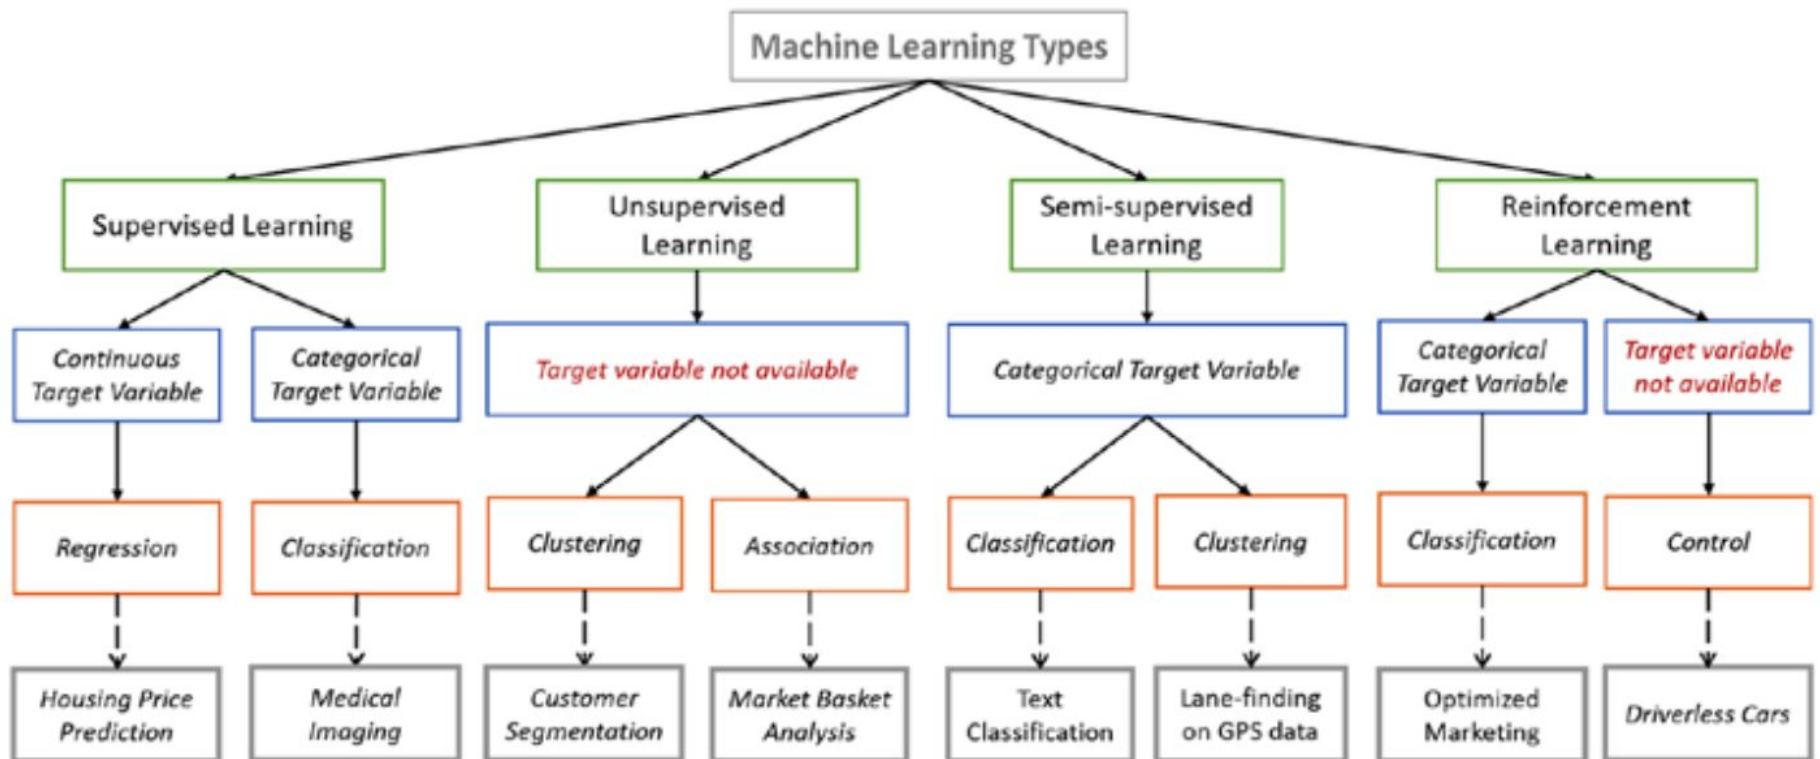 Machine Learning Types
Supervised Learning
Unsupervised
Learning
Semi-supervised
Learning
Reinforcement
Learning
Continuous
Target Variable
Categorical
Target Variable
Target variable not available
Categorical Target Variable
Categorical
Target Variable
Target variable
not available
Regression
Classification
Clustering
Association
Classification
Clustering
Classification
Control
Housing Price
Prediction
Medical
Imaging
Customer
Segmentation
Market Basket
Analysis
Text
Classification
Lane-finding
on GPS data
Optimized
Marketing
Driverless Cars